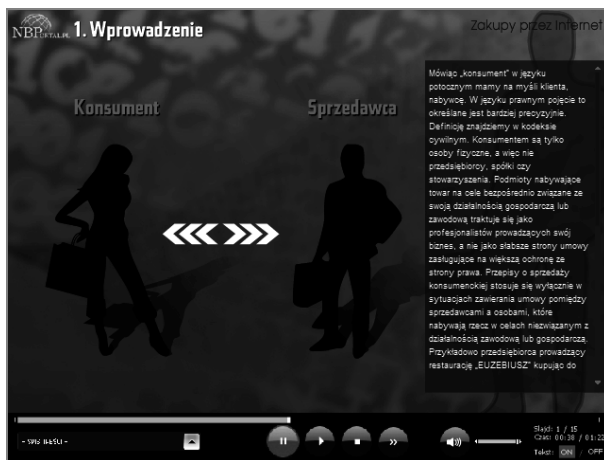 NBPortal.pl 1. Wprowadzenie
Zakupy przez Internet
Konsument
Sprzedawca
Mówiąc „konsument” w języku
potocznym mamy na myśli klienta,
nabywcę. W języku prawnym pojęcie to
określane jest bardziej precyzyjnie.
Definicję znajdziemy w kodeksie
cywilnym. Konsumentem są tylko
osoby fizyczne, a więc nie
przedsiębiorcy, spółki czy
stowarzyszenia. Podmioty nabywające
towar na cele bezpośrednio związane ze
swoją działalnością gospodarczą lub
zawodową traktuje się jako
profesjonalistów prowadzących swój
biznes, a nie jako słabsze strony umowy
zasługujące na większą ochronę ze
strony prawa. Przepisy o sprzedaży
konsumenckiej stosuje się wyłącznie w
sytuacjach zawierania umowy pomiędzy
sprzedawcami a osobami, które
nabywają rzecz w celach niezwiązanym z
działalnością zawodową lub gospodarczą.
Przykładowo przedsiębiorca prowadzący
restaurację „EUZEBIUSZ” kupując do
- SPIS TREŚCI -
Slajd: 1 / 15
Czas: 00:38 / 01:22
Tekst: ON / OFF